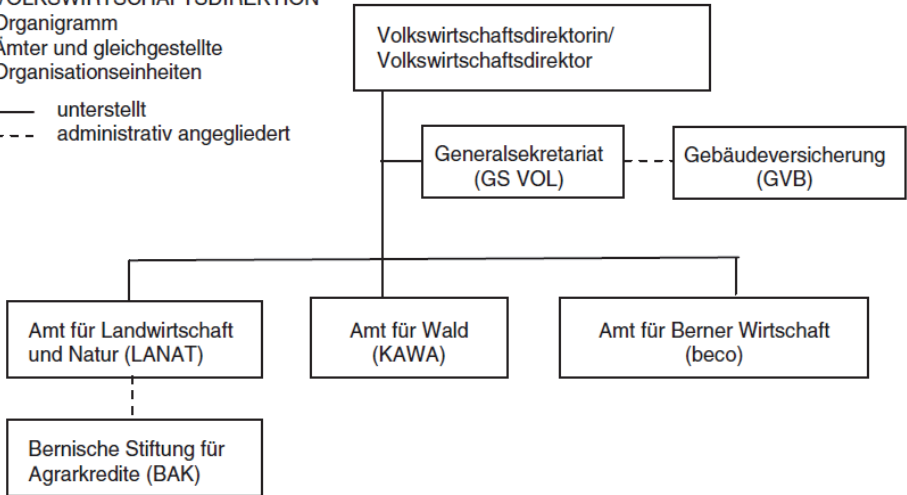 VOLKSWIRTSCHAFTSDIREKTION
Organigramm
Ämter und gleichgestellte
Organisationseinheiten
unterstellt
administrativ angegliedert
Volkswirtschaftsdirektorin/
Volkswirtschaftsdirektor
Generalsekretariat
(GS VOL)
Gebäudeversicherung
(GVB)
Amt für Landwirtschaft
und Natur (LANAT)
Amt für Wald
(KAWA)
Amt für Berner Wirtschaft
(beco)
Bernische Stiftung für
Agrarkredite (BAK)